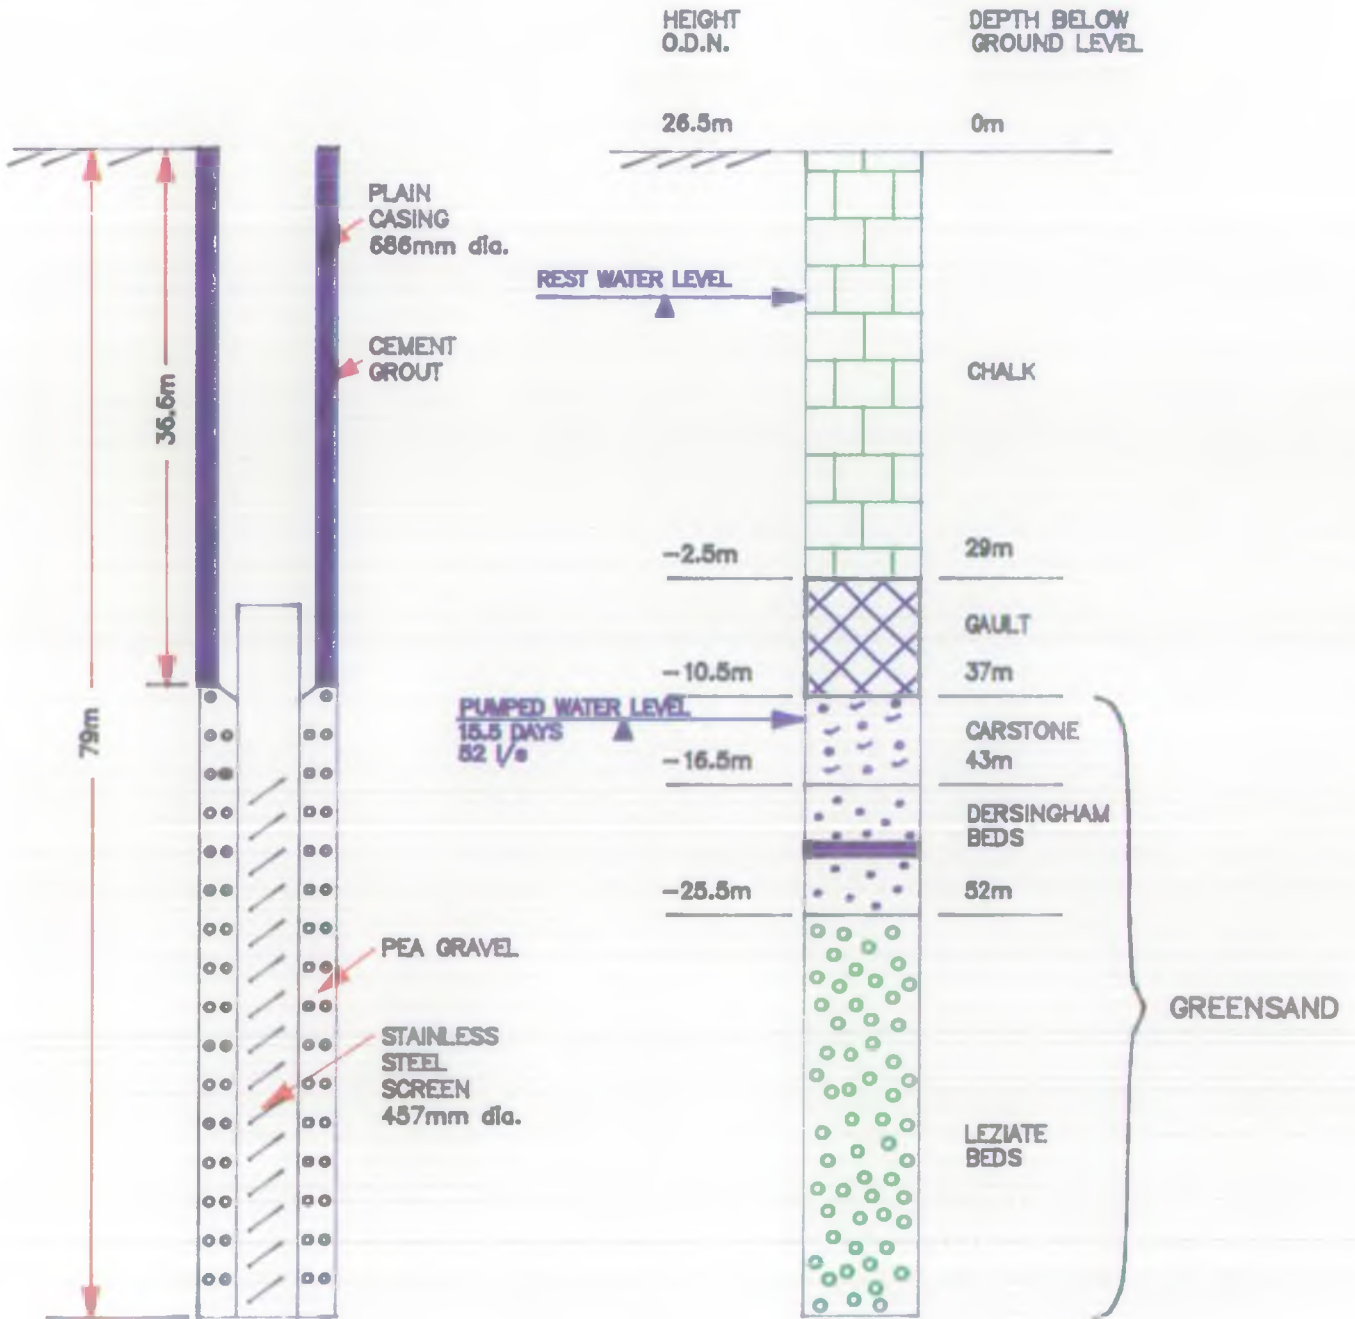 HEIGHT
O.D.N.
DEPTH BELOW
GROUND LEVEL
26.5m
0m
PLAIN
CASING
686mm dia.
REST WATER LEVEL
CEMENT
GROUT
CHALK
36.6m
-2.5m
29m
GAULT
-10.5m
37m
PUMPED WATER LEVEL
15.5 DAYS
52 l/s
CARSTONE
-16.5m
43m
79m
DERSINGHAM
BEDS
-25.5m
52m
PEA GRAVEL
GREENSAND
STAINLESS
STEEL
SCREEN
457mm dia.
LEZIATE
BEDS